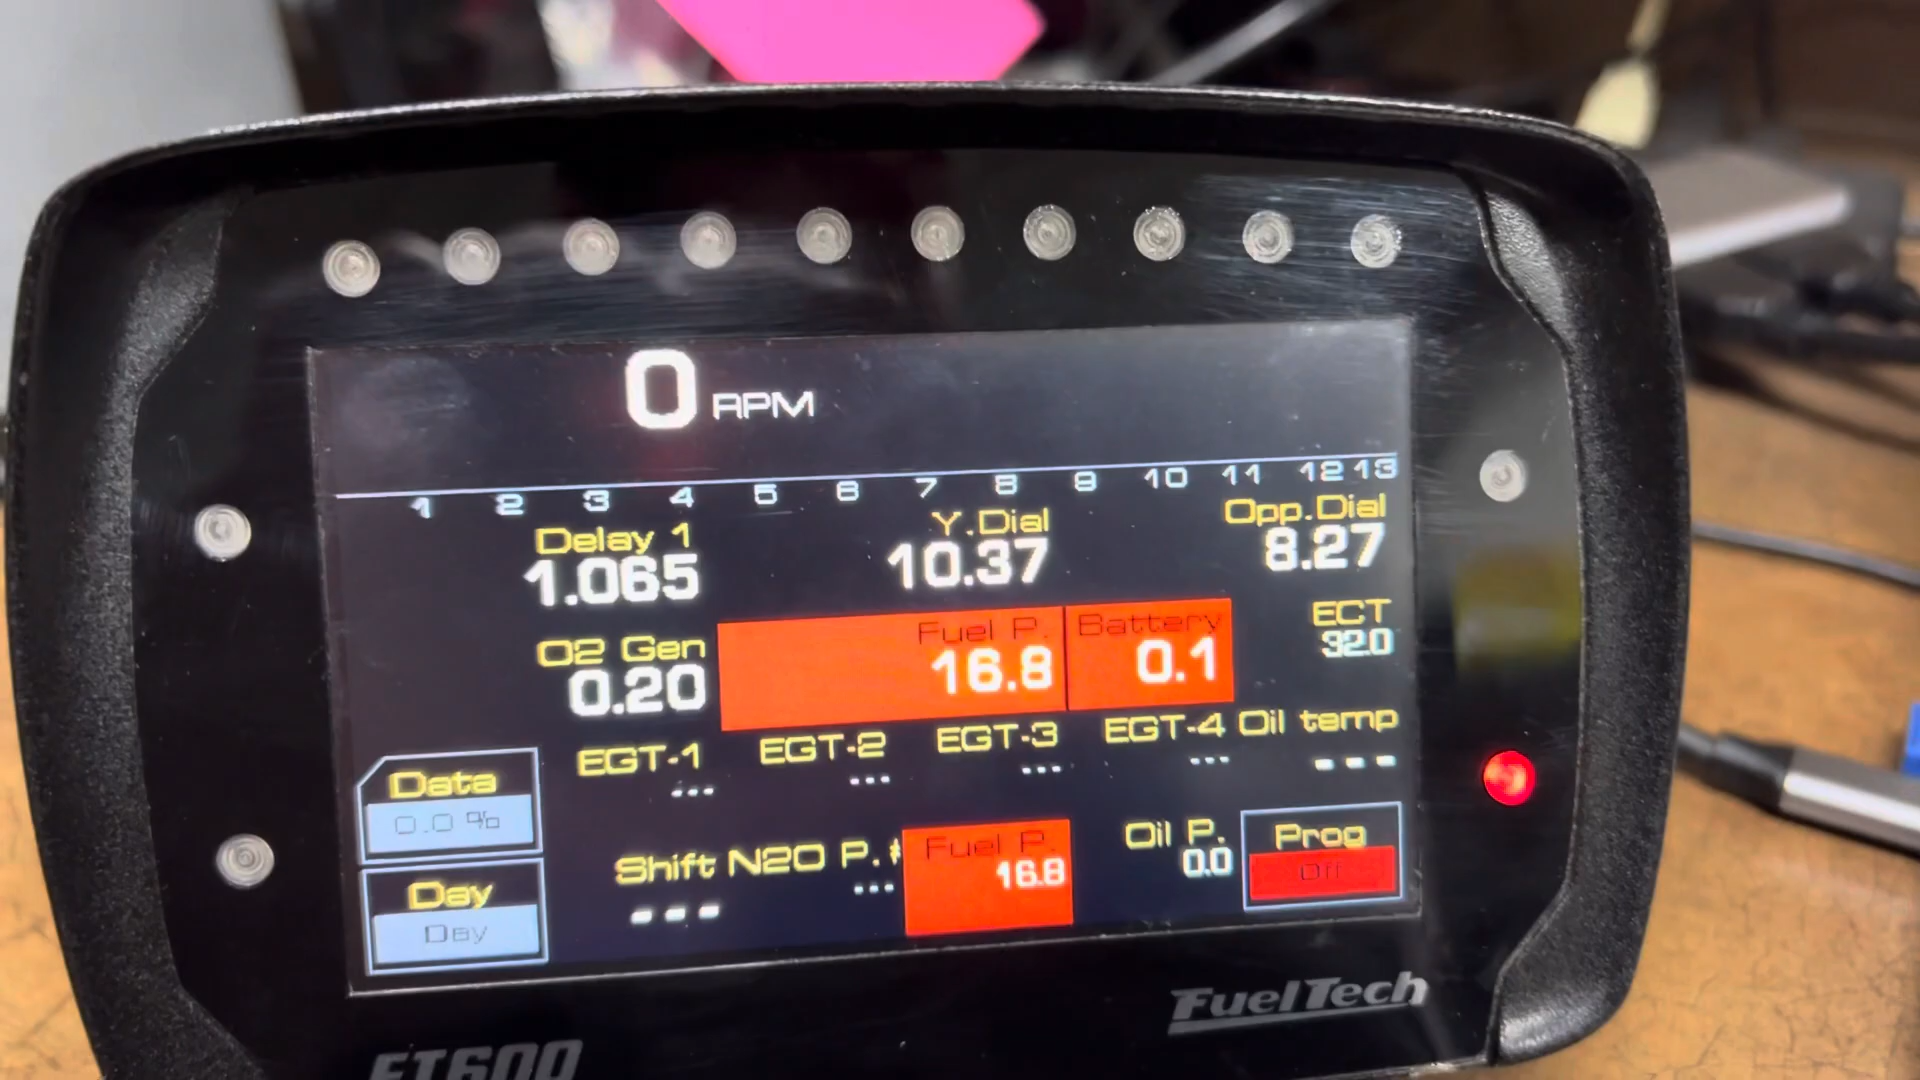 0 RPM
1 2 3 4 5 6 7 8 9 10 11 12 13
Delay 1 Y.Dial Opp.Dial
1.065 10.37 8.27
O2 Gen Fuel P. Battery ECT
0.20 16.8 0.1 32.0
EGT-1 EGT-2 EGT-3 EGT-4 Oil temp
--- --- --- --- ---
Data
0.0 %
Shift N2O P. Fuel P. Oil P. Prog
--- --- 16.8 0.0 Off
Day
Day
FuelTech
FT600